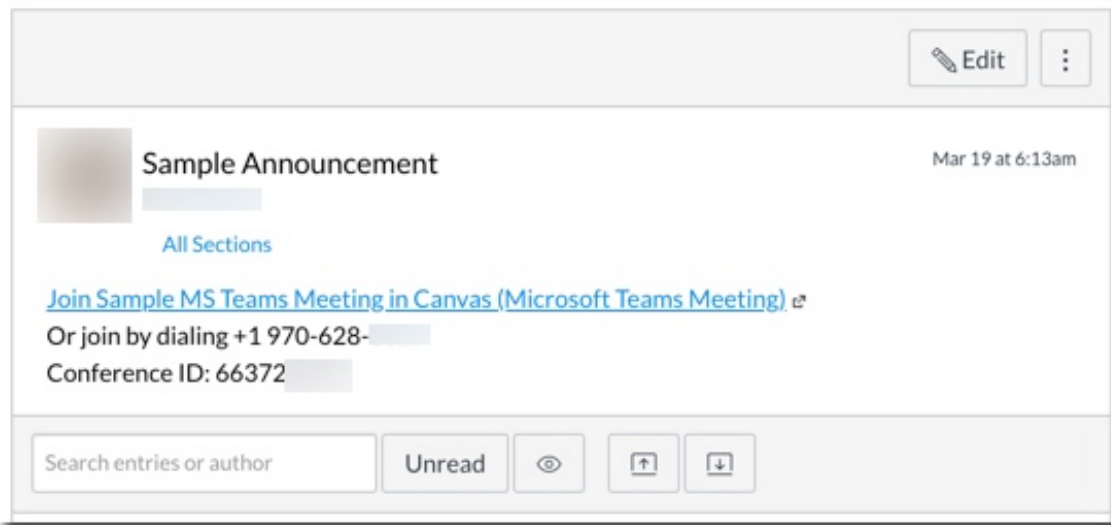 Edit
Sample Announcement
Mar 19 at 6:13am
All Sections
Join Sample MS Teams Meeting in Canvas (Microsoft Teams Meeting)
Or join by dialing +1 970-628-
Conference ID: 66372
Search entries or author
Unread